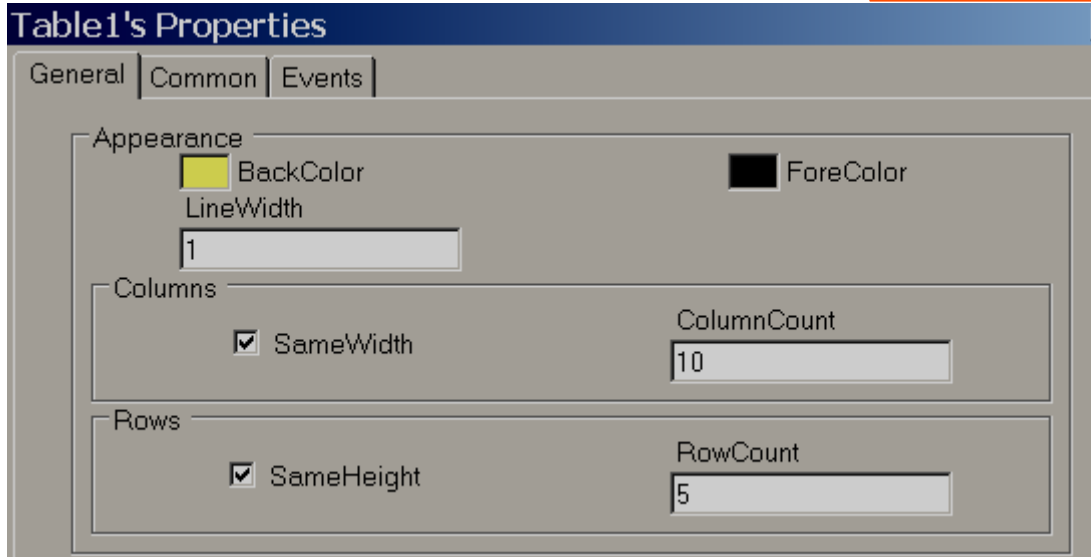 Table1's Properties
General Common Events
Appearance
BackColor ForeColor
LineWidth
1
Columns
SameWidth
ColumnCount
10
Rows
SameHeight
RowCount
5